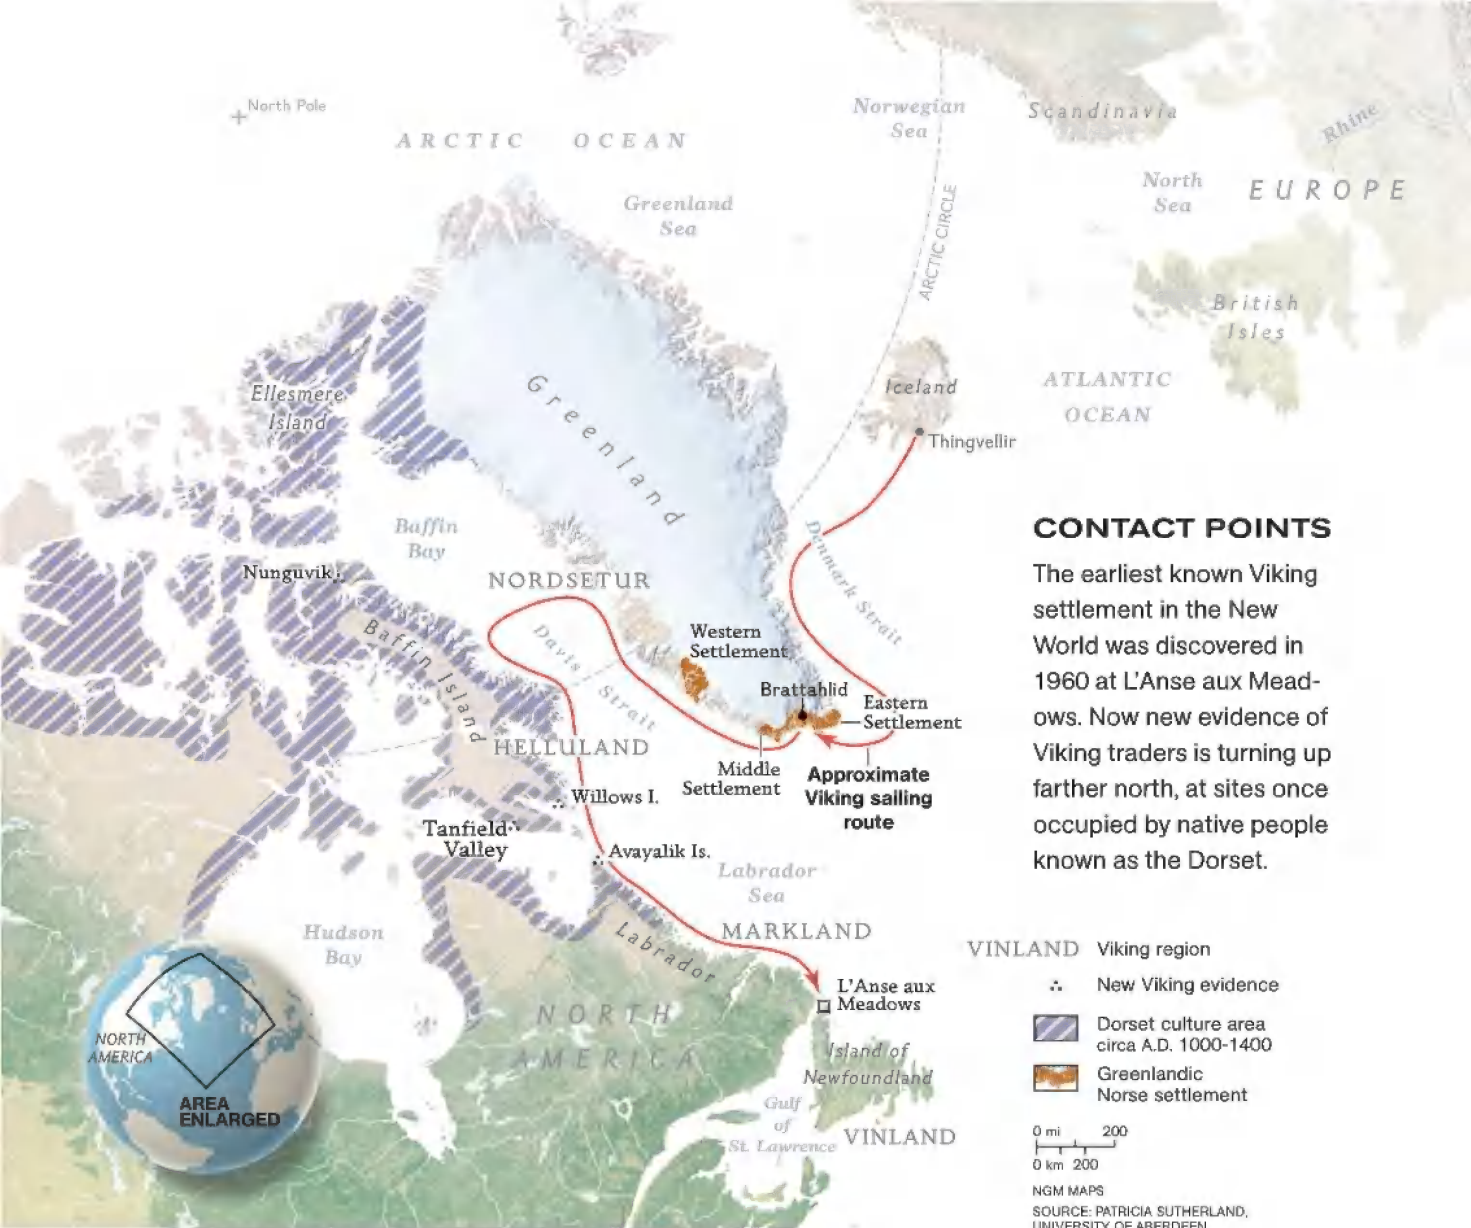 North Pole
ARCTIC OCEAN
Norwegian
Sea
Scandinavia
Rhine
North
Sea
EUROPE
Greenland
Sea
ARCTIC CIRCLE
British
Isles
Ellesmere
Island
Greenland
Iceland
ATLANTIC
OCEAN
Thingvellir
Baffin
Bay
Denmark Strait
Nunguvik
NORDSETUR
Baffin Island
Davis Strait
Western
Settlement
Brattahlid
Eastern
Settlement
HELLULAND
Middle
Settlement
Approximate
Viking sailing
route
Willows I.
Tanfield
Valley
Avayalik Is.
Labrador
Sea
MARKLAND
Labrador
Hudson
Bay
L'Anse aux
Meadows
NORTH
AMERICA
Island of
Newfoundland
Gulf
of
St. Lawrence
VINLAND
NORTH
AMERICA
AREA
ENLARGED
CONTACT POINTS
The earliest known Viking
settlement in the New
World was discovered in
1960 at L'Anse aux Mead-
ows. Now new evidence of
Viking traders is turning up
farther north, at sites once
occupied by native people
known as the Dorset.
VINLAND Viking region
New Viking evidence
Dorset culture area
circa A.D. 1000-1400
Greenlandic
Norse settlement
0 mi 200
0 km 200
NGM MAPS
SOURCE: PATRICIA SUTHERLAND,
UNIVERSITY OF ABERDEEN